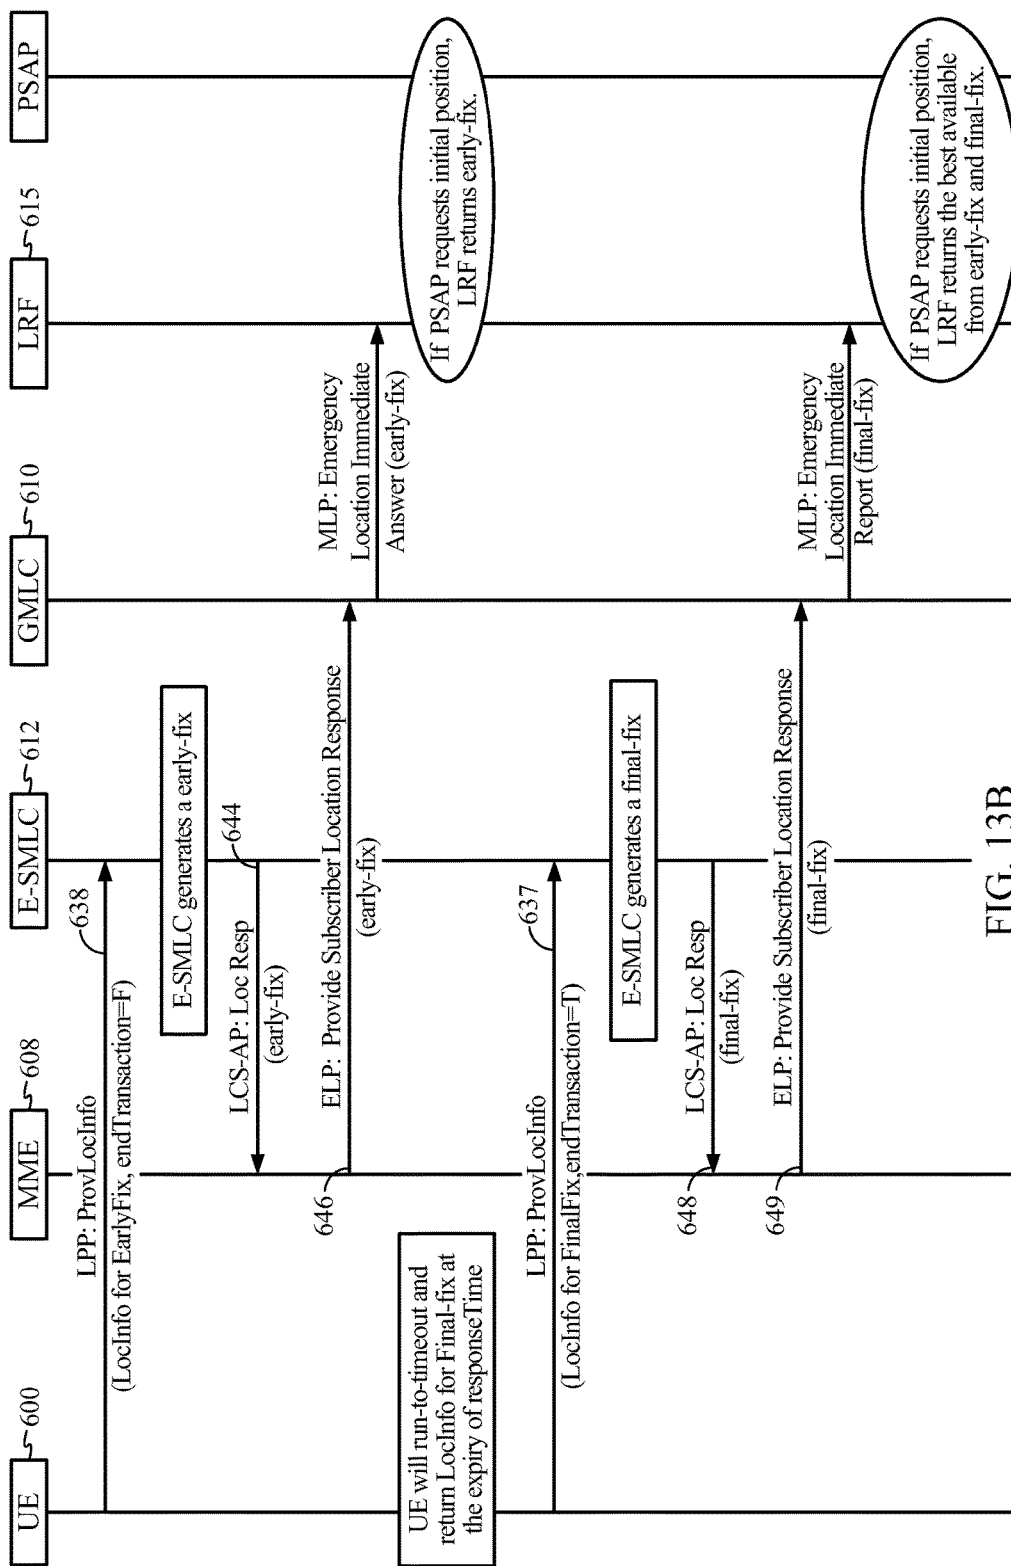 UE 600
MME 608
E-SMLC 612
GMLC 610
LRF 615
PSAP
LPP: ProvLocInfo
(LocInfo for EarlyFix, endTransaction=F)
638
E-SMLC generates a early-fix
LCS-AP: Loc Resp
(early-fix)
644
646
ELP: Provide Subscriber Location Response
(early-fix)
MLP: Emergency
Location Immediate
Answer (early-fix)
If PSAP requests initial position,
LRF returns early-fix.
UE will run-to-timeout and
return LocInfo for Final-fix at
the expiry of responseTime
LPP: ProvLocInfo
(LocInfo for FinalFix,endTransaction=T)
637
E-SMLC generates a final-fix
LCS-AP: Loc Resp
(final-fix)
648
649
ELP: Provide Subscriber Location Response
(final-fix)
MLP: Emergency
Location Immediate
Report (final-fix)
If PSAP requests initial position,
LRF returns the best available
from early-fix and final-fix.
FIG. 13B